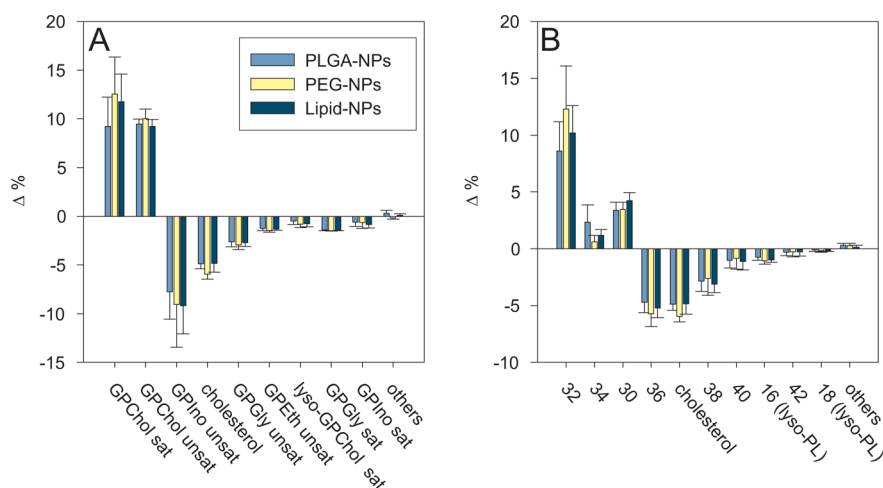 A
PLGA-NPs
PEG-NPs
Lipid-NPs
Δ %
20
15
10
5
0
-5
-10
-15
GPChol sat
GPChol unsat
GPIno unsat
cholesterol
GPGly unsat
GPEth unsat
lyso-GPChol sat
GPGly sat
GPIno sat
others
B
Δ %
20
15
10
5
0
-5
-10
32
34
30
36
cholesterol
38
40
16 (lyso-PL)
42
18 (lyso-PL)
others